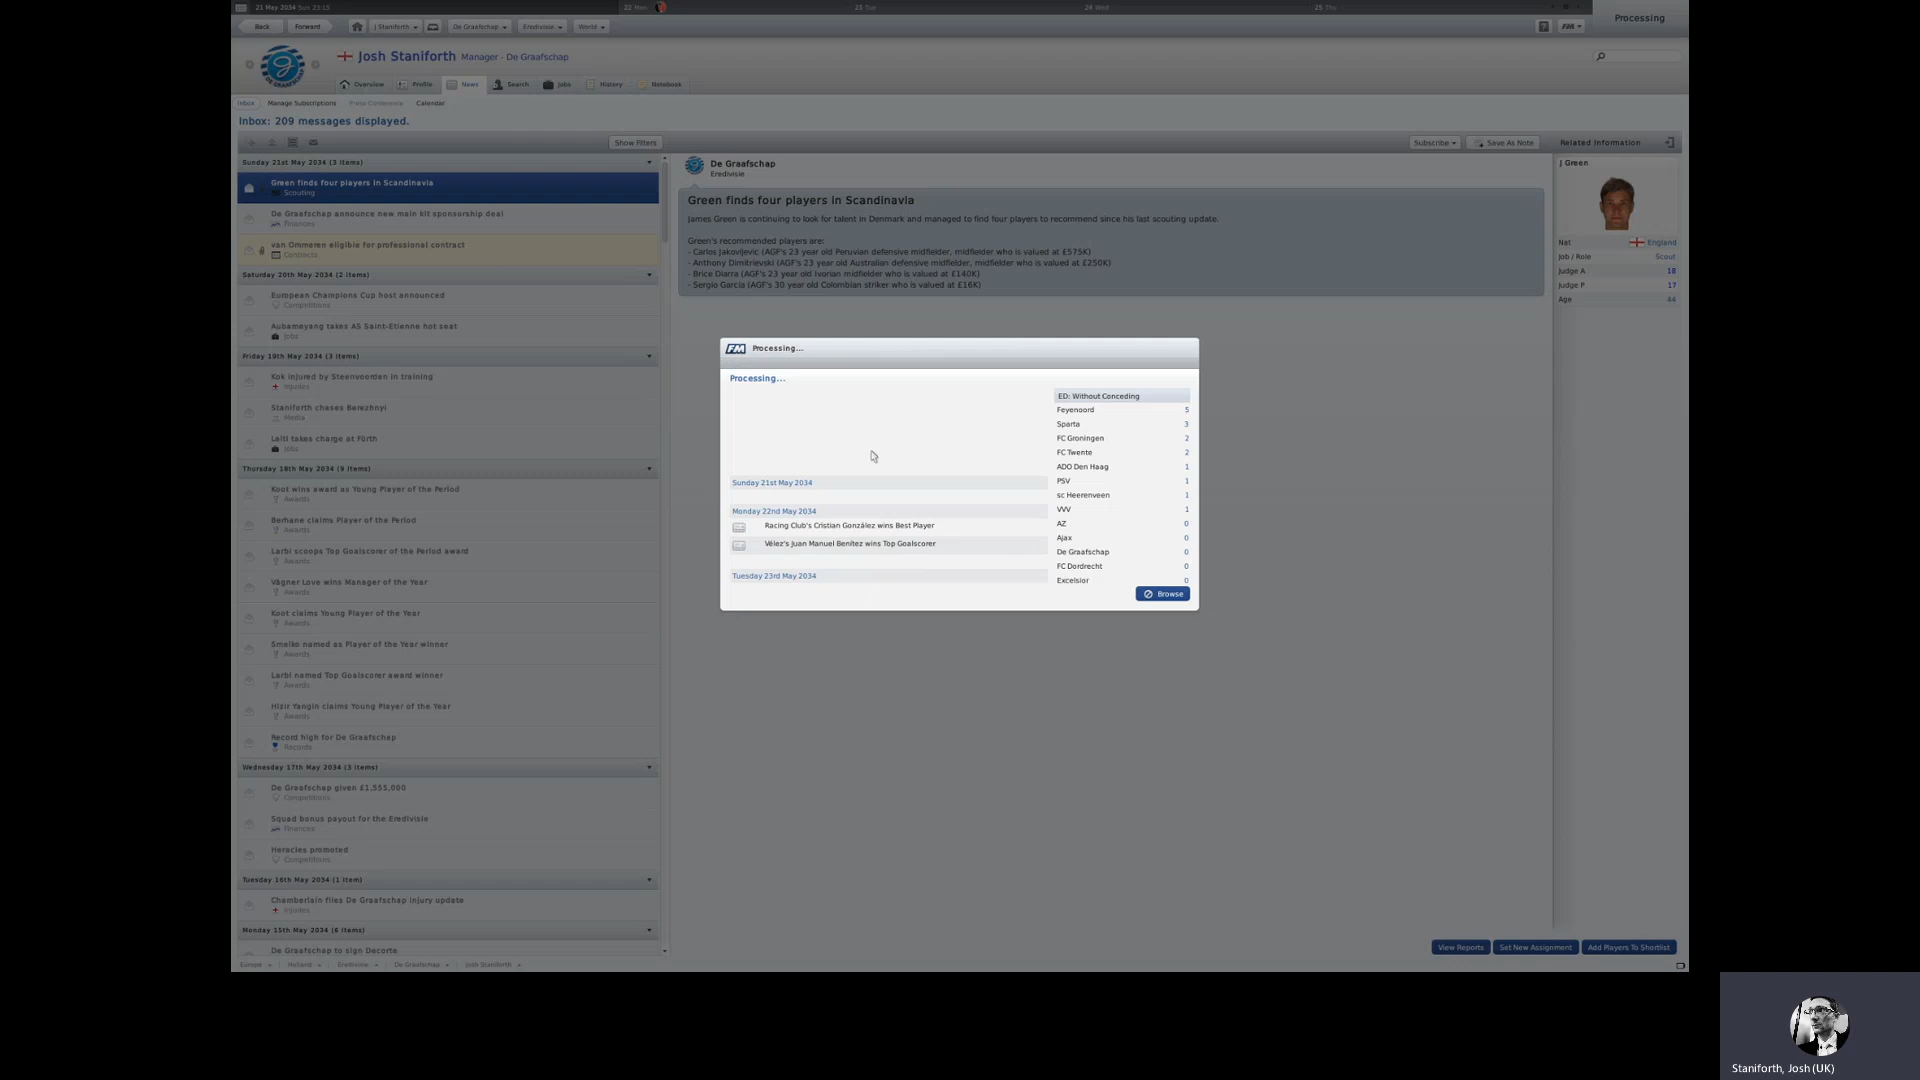 21 May 2034 Sun 23:15
22 Mon
23 Tue
24 Wed
25 Thu
Processing
Back
Forward
J Staniforth
De Graafschap
Eredivisie
World
FM
Josh Staniforth Manager - De Graafschap
Overview
Profile
News
Search
Jobs
History
Notebook
Inbox
Manage Subscriptions
Press Conference
Calendar
Inbox: 209 messages displayed.
Show Filters
Subscribe
Save As Note
Related Information
Sunday 21st May 2034 (3 items)
Green finds four players in Scandinavia
Scouting
De Graafschap announce new main kit sponsorship deal
Finances
van Ommeren eligible for professional contract
Contracts
Saturday 20th May 2034 (2 items)
European Champions Cup host announced
Competitions
Aubameyang takes AS Saint-Etienne hot seat
Jobs
Friday 19th May 2034 (3 items)
Kok injured by Steenvoorden in training
Injuries
Staniforth chases Berezhnyi
Media
Laiti takes charge at Fürth
Jobs
Thursday 18th May 2034 (9 items)
Koot wins award as Young Player of the Period
Awards
Berhane claims Player of the Period
Awards
Larbi scoops Top Goalscorer of the Period award
Awards
Vágner Love wins Manager of the Year
Awards
Koot claims Young Player of the Year
Awards
Smeiko named as Player of the Year winner
Awards
Larbi named Top Goalscorer award winner
Awards
Hizir Yangin claims Young Player of the Year
Awards
Record high for De Graafschap
Records
Wednesday 17th May 2034 (3 items)
De Graafschap given £1,555,000
Competitions
Squad bonus payout for the Eredivisie
Finances
Heracles promoted
Competitions
Tuesday 16th May 2034 (1 item)
Chamberlain flies De Graafschap injury update
Injuries
Monday 15th May 2034 (6 items)
De Graafschap to sign Decorte
De Graafschap
Eredivisie
Green finds four players in Scandinavia
James Green is continuing to look for talent in Denmark and managed to find four players to recommend since his last scouting update.
Green's recommended players are:
- Carlos Jakovljevic (AGF's 23 year old Peruvian defensive midfielder, midfielder who is valued at £575K)
- Anthony Dimitrievski (AGF's 23 year old Australian defensive midfielder, midfielder who is valued at £250K)
- Brice Diarra (AGF's 23 year old Ivorian midfielder who is valued at £140K)
- Sergio García (AGF's 30 year old Colombian striker who is valued at £16K)
J Green
Nat England
Job / Role Scout
Judge A 18
Judge P 17
Age 44
FM Processing...
Processing...
Sunday 21st May 2034
Monday 22nd May 2034
Racing Club's Cristian González wins Best Player
Vélez's Juan Manuel Benítez wins Top Goalscorer
Tuesday 23rd May 2034
ED: Without Conceding
Feyenoord 5
Sparta 3
FC Groningen 2
FC Twente 2
ADO Den Haag 1
PSV 1
sc Heerenveen 1
VVV 1
AZ 0
Ajax 0
De Graafschap 0
FC Dordrecht 0
Excelsior 0
Browse
View Reports
Set New Assignment
Add Players To Shortlist
Europe
Holland
Eredivisie
De Graafschap
Josh Staniforth
Staniforth, Josh (UK)